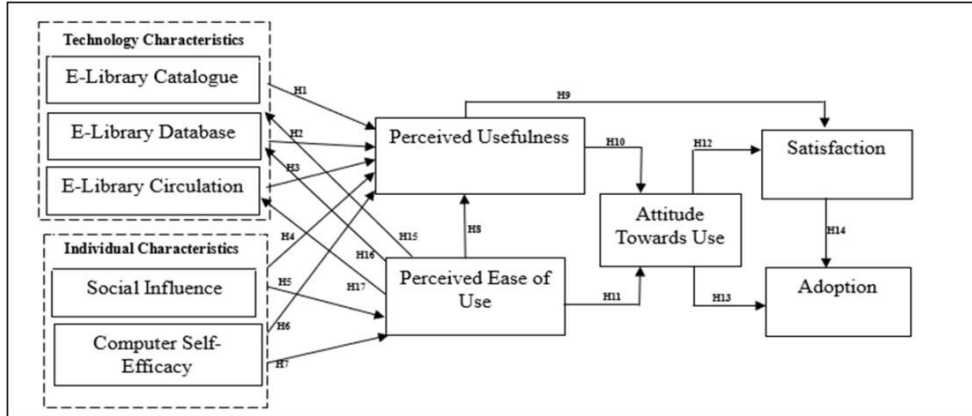 Technology Characteristics
E-Library Catalogue
E-Library Database
E-Library Circulation
Individual Characteristics
Social Influence
Computer Self-
Efficacy
H1
H2
H3
H4
H5
H6
H7
H15
H16
H17
Perceived Usefulness
H8
Perceived Ease of
Use
H9
H10
H11
Attitude
Towards Use
H12
H13
Satisfaction
H14
Adoption